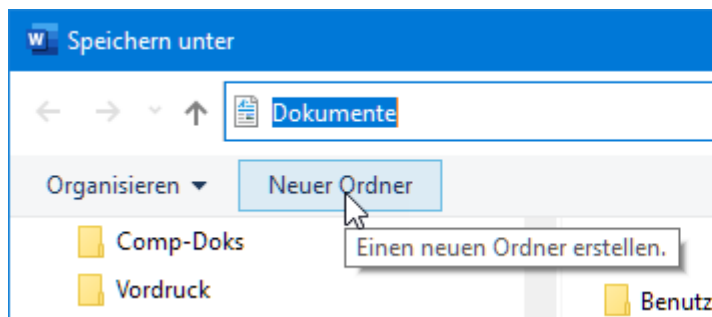 Speichern unter
Dokumente
Organisieren
Neuer Ordner
Comp-Doks
Einen neuen Ordner erstellen.
Vordruck